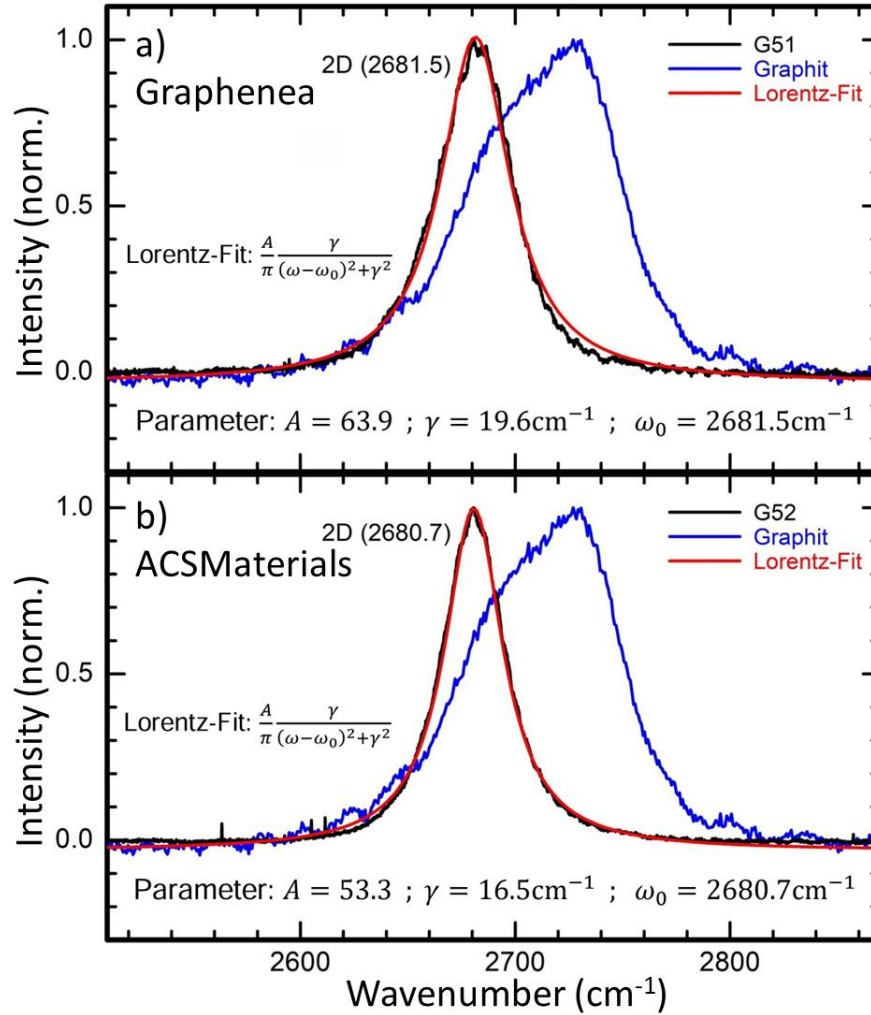 a)
Graphenea
2D (2681.5)
G51
Graphit
Lorentz-Fit
Lorentz-Fit: A/π γ/((ω−ω₀)²+γ²)
Parameter: A = 63.9 ; γ = 19.6cm⁻¹ ; ω₀ = 2681.5cm⁻¹
1.0
0.5
0.0
Intensity (norm.)
b)
ACSMaterials
2D (2680.7)
G52
Graphit
Lorentz-Fit
Lorentz-Fit: A/π γ/((ω−ω₀)²+γ²)
Parameter: A = 53.3 ; γ = 16.5cm⁻¹ ; ω₀ = 2680.7cm⁻¹
1.0
0.5
0.0
Intensity (norm.)
2600 2700 2800
Wavenumber (cm⁻¹)